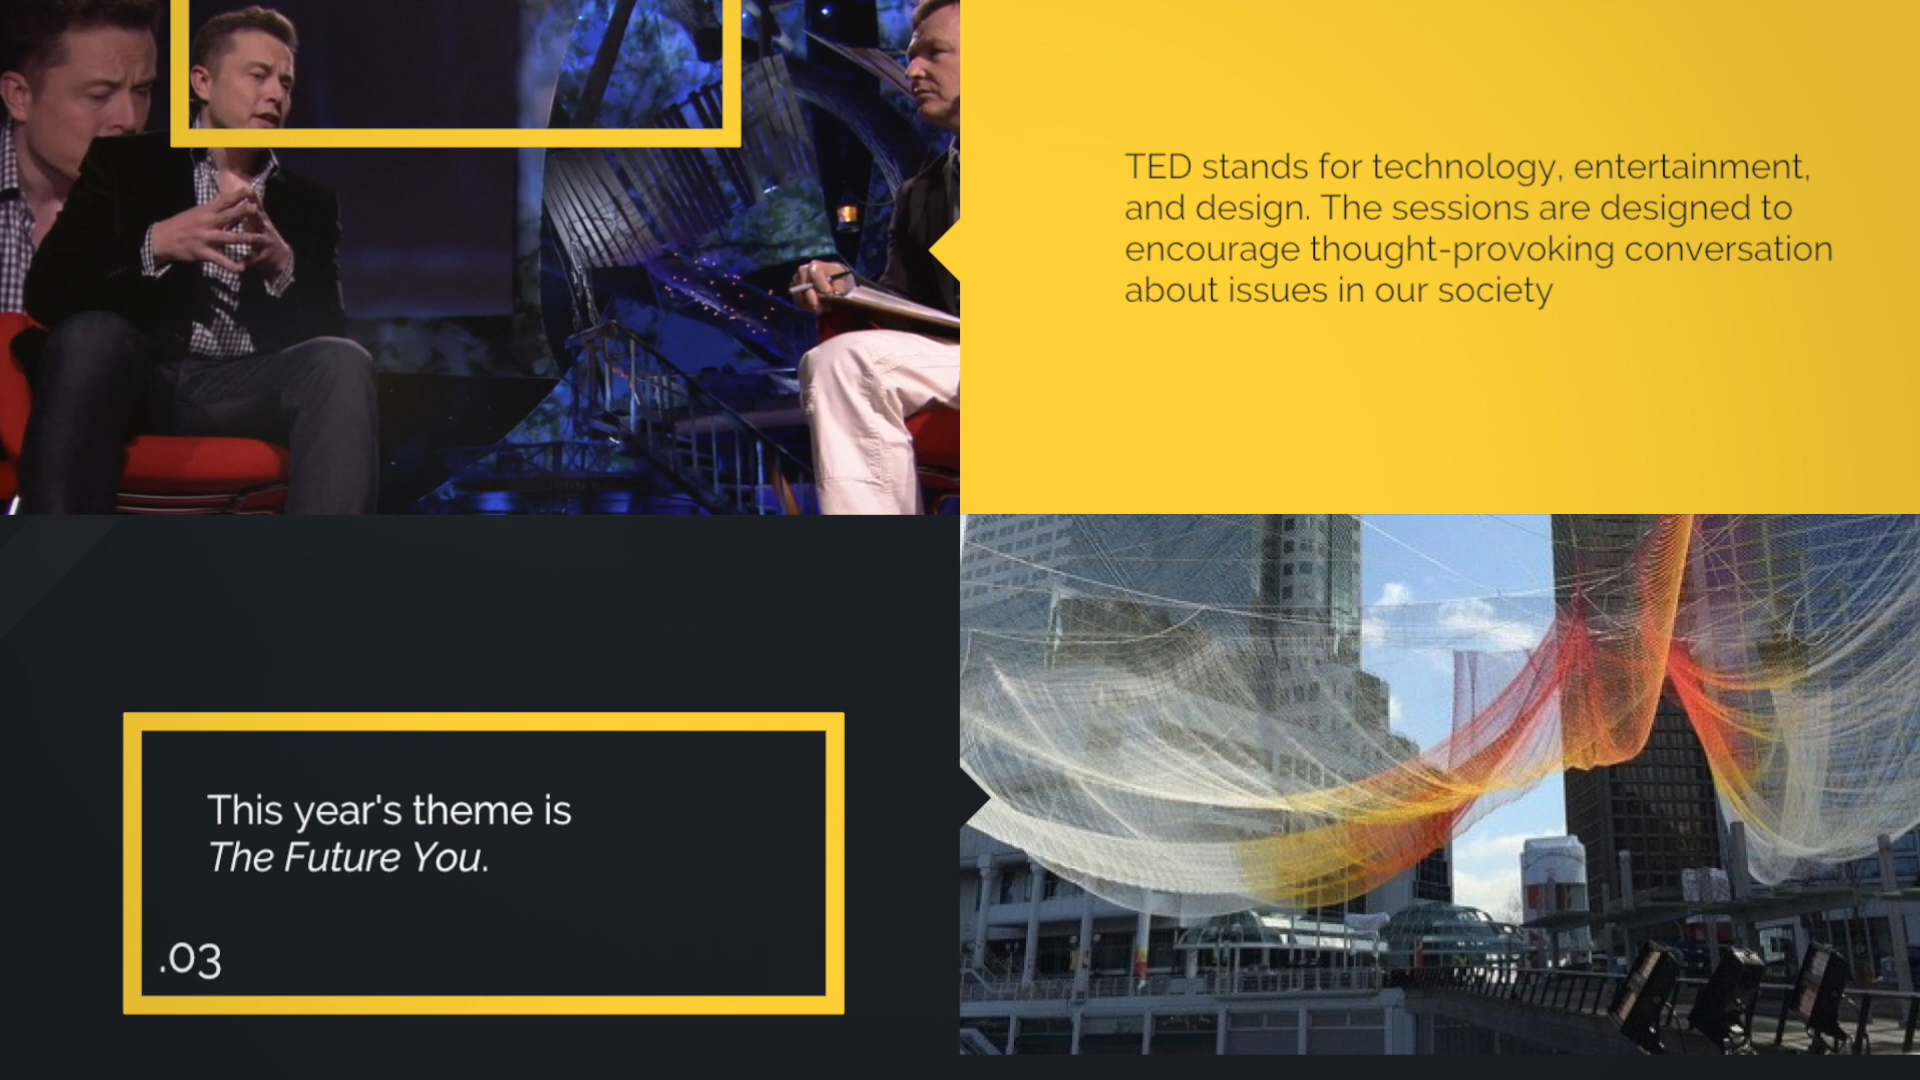 TED stands for technology, entertainment,
and design. The sessions are designed to
encourage thought-provoking conversation
about issues in our society
This year's theme is
The Future You.
.03